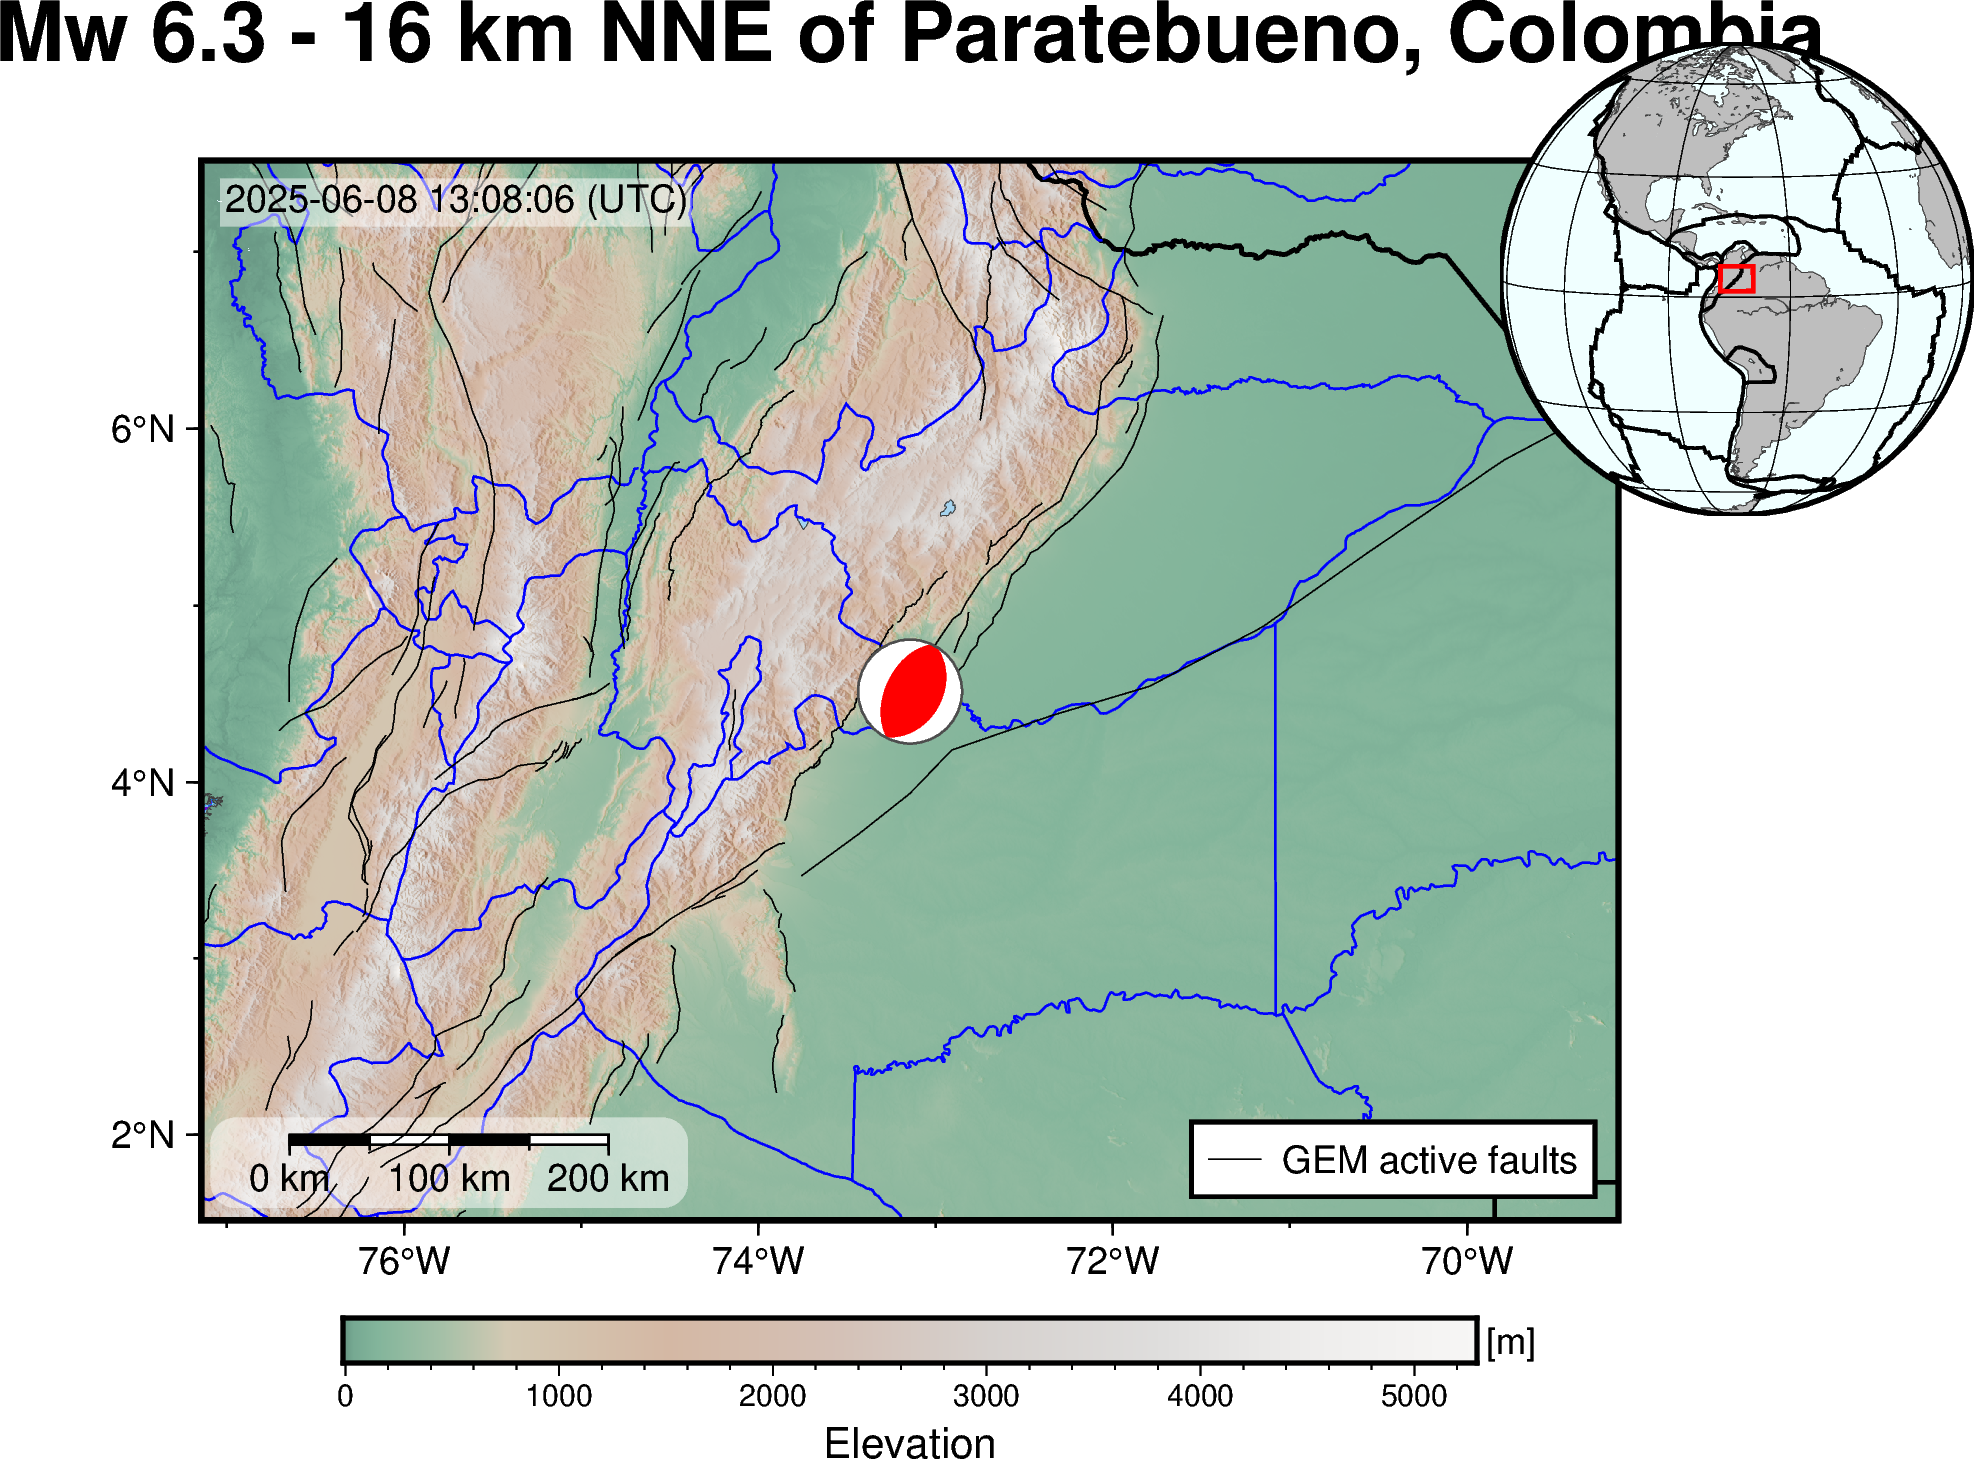 Mw 6.3 - 16 km NNE of Paratebueno, Colombia
2025-06-08 13:08:06 (UTC)
6°N
4°N
2°N
0 km 100 km 200 km
GEM active faults
76°W 74°W 72°W 70°W
[m]
0 1000 2000 3000 4000 5000
Elevation